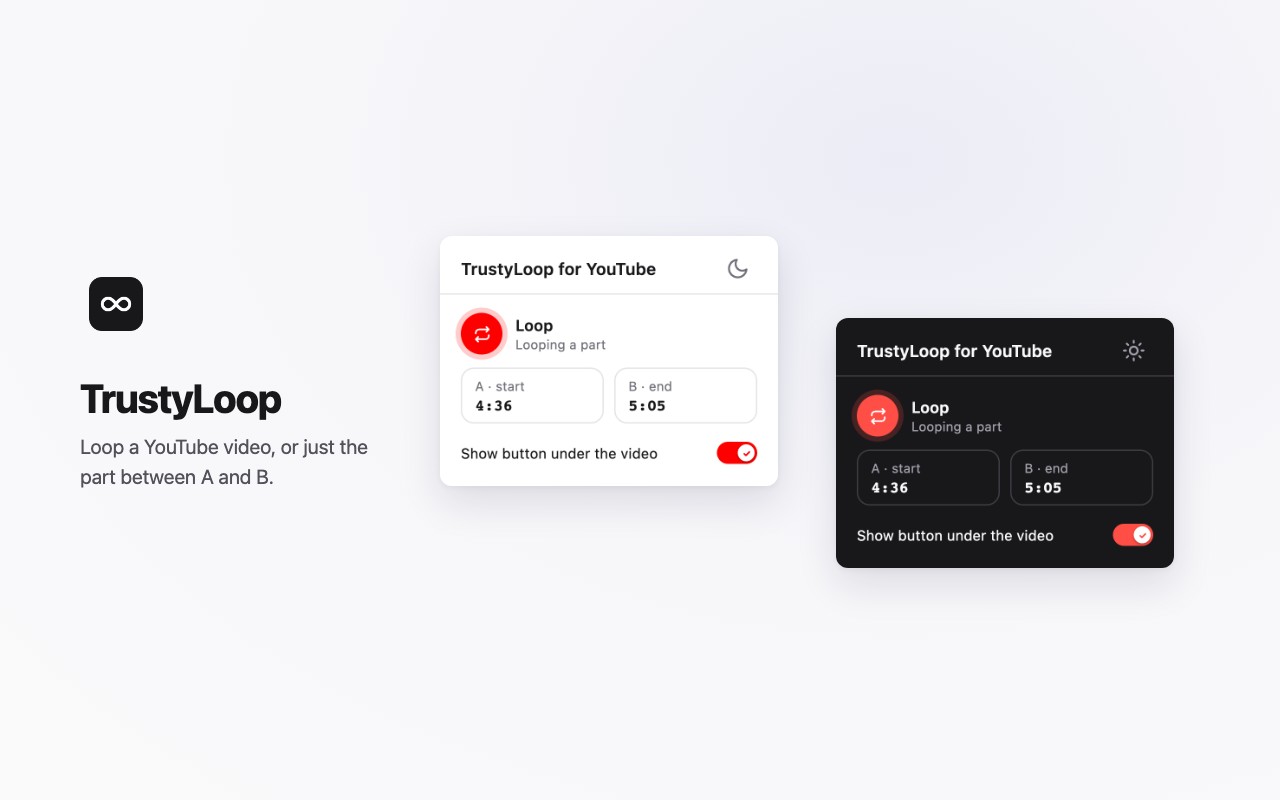 TrustyLoop
Loop a YouTube video, or just the
part between A and B.
TrustyLoop for YouTube
Loop
Looping a part
A · start
4:36
B · end
5:05
Show button under the video
TrustyLoop for YouTube
Loop
Looping a part
A · start
4:36
B · end
5:05
Show button under the video